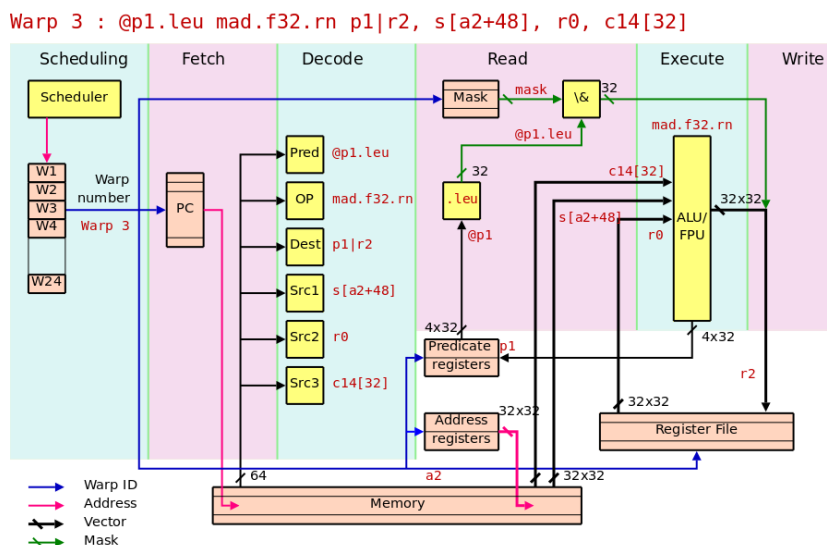 Warp 3 : @p1.leu mad.f32.rn p1|r2, s[a2+48], r0, c14[32]
Scheduling
Fetch
Decode
Read
Execute
Write
Scheduler
Mask
mask
\&
32
@p1.leu
mad.f32.rn
W1
W2
W3
W4
W24
Warp
number
Warp 3
PC
Pred
@p1.leu
OP
mad.f32.rn
Dest
p1|r2
Src1
s[a2+48]
Src2
r0
Src3
c14[32]
32
.leu
@p1
c14[32]
s[a2+48]
r0
ALU/
FPU
32x32
4x32
Predicate
registers
p1
4x32
r2
Address
registers
32x32
32x32
Register File
a2
64
32x32
Memory
Warp ID
Address
Vector
Mask